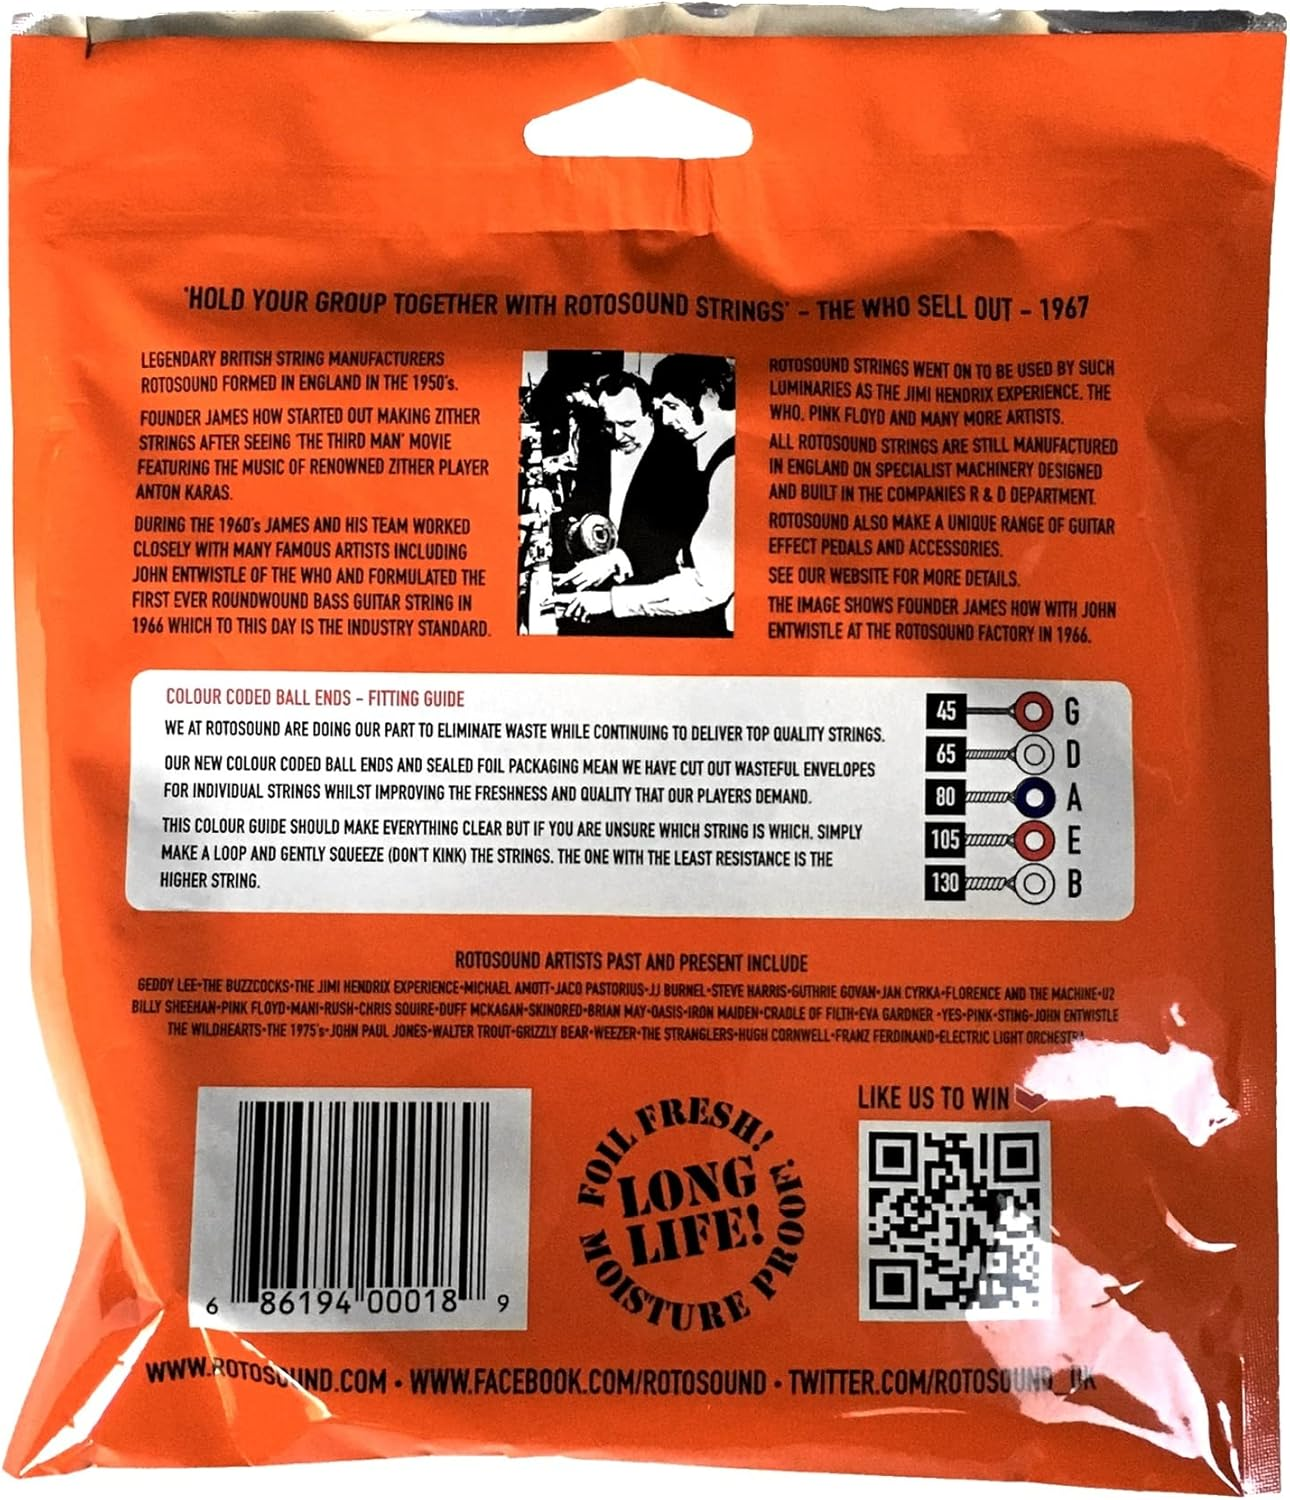 'HOLD YOUR GROUP TOGETHER WITH ROTOSOUND STRINGS' - THE WHO SELL OUT - 1967
LEGENDARY BRITISH STRING MANUFACTURERS
ROTOSOUND FORMED IN ENGLAND IN THE 1950's.
FOUNDER JAMES HOW STARTED OUT MAKING ZITHER
STRINGS AFTER SEEING 'THE THIRD MAN' MOVIE
FEATURING THE MUSIC OF RENOWNED ZITHER PLAYER
ANTON KARAS.
DURING THE 1960's JAMES AND HIS TEAM WORKED
CLOSELY WITH MANY FAMOUS ARTISTS INCLUDING
JOHN ENTWISTLE OF THE WHO AND FORMULATED THE
FIRST EVER ROUNDWOUND BASS GUITAR STRING IN
1966 WHICH TO THIS DAY IS THE INDUSTRY STANDARD.
ROTOSOUND STRINGS WENT ON TO BE USED BY SUCH
LUMINARIES AS THE JIMI HENDRIX EXPERIENCE, THE
WHO, PINK FLOYD AND MANY MORE ARTISTS.
ALL ROTOSOUND STRINGS ARE STILL MANUFACTURED
IN ENGLAND ON SPECIALIST MACHINERY DESIGNED
AND BUILT IN THE COMPANIES R & D DEPARTMENT.
ROTOSOUND ALSO MAKE A UNIQUE RANGE OF GUITAR
EFFECT PEDALS AND ACCESSORIES.
SEE OUR WEBSITE FOR MORE DETAILS.
THE IMAGE SHOWS FOUNDER JAMES HOW WITH JOHN
ENTWISTLE AT THE ROTOSOUND FACTORY IN 1966.
COLOUR CODED BALL ENDS - FITTING GUIDE
WE AT ROTOSOUND ARE DOING OUR PART TO ELIMINATE WASTE WHILE CONTINUING TO DELIVER TOP QUALITY STRINGS.
OUR NEW COLOUR CODED BALL ENDS AND SEALED FOIL PACKAGING MEAN WE HAVE CUT OUT WASTEFUL ENVELOPES
FOR INDIVIDUAL STRINGS WHILST IMPROVING THE FRESHNESS AND QUALITY THAT OUR PLAYERS DEMAND.
THIS COLOUR GUIDE SHOULD MAKE EVERYTHING CLEAR BUT IF YOU ARE UNSURE WHICH STRING IS WHICH, SIMPLY
MAKE A LOOP AND GENTLY SQUEEZE (DON'T KINK) THE STRINGS. THE ONE WITH THE LEAST RESISTANCE IS THE
HIGHER STRING.
45 G
65 D
80 A
105 E
130 B
ROTOSOUND ARTISTS PAST AND PRESENT INCLUDE
GEDDY LEE•THE BUZZCOCKS•THE JIMI HENDRIX EXPERIENCE•MICHAEL AMOTT•JACO PASTORIUS•JJ BURNEL•STEVE HARRIS•GUTHRIE GOVAN•JAN CYRKA•FLORENCE AND THE MACHINE•U2
BILLY SHEEHAN•PINK FLOYD•MANI•RUSH•CHRIS SQUIRE•DUFF MCKAGAN•SKINDRED•BRIAN MAY•OASIS•IRON MAIDEN•CRADLE OF FILTH•EVA GARDNER •YES•PINK•STING•JOHN ENTWISTLE
THE WILDHEARTS•THE 1975's•JOHN PAUL JONES•WALTER TROUT•GRIZZLY BEAR•WEEZER•THE STRANGLERS•HUGH CORNWELL•FRANZ FERDINAND•ELECTRIC LIGHT ORCHESTRA
6 86194 00018 9
FOIL FRESH!
LONG
LIFE!
MOISTURE PROOF.
LIKE US TO WIN
WWW.ROTOSOUND.COM • WWW.FACEBOOK.COM/ROTOSOUND • TWITTER.COM/ROTOSOUND_UK